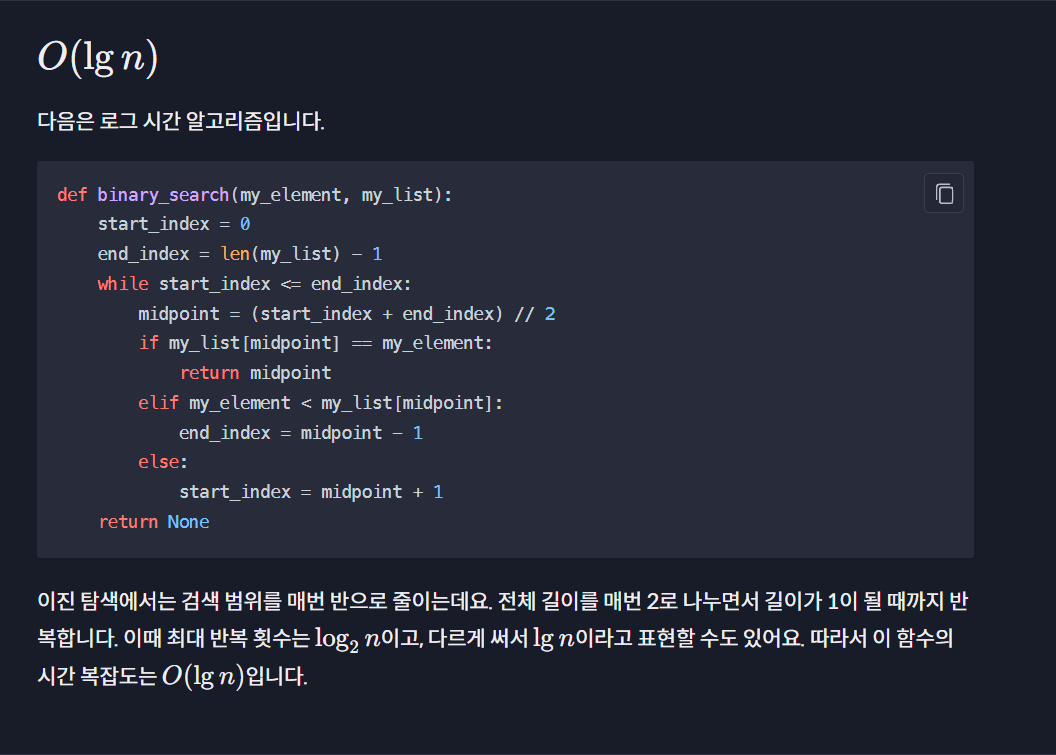 O(lg n)
다음은 로그 시간 알고리즘입니다.
def binary_search(my_element, my_list):
    start_index = 0
    end_index = len(my_list) - 1
    while start_index <= end_index:
        midpoint = (start_index + end_index) // 2
        if my_list[midpoint] == my_element:
            return midpoint
        elif my_element < my_list[midpoint]:
            end_index = midpoint - 1
        else:
            start_index = midpoint + 1
    return None
이진 탐색에서는 검색 범위를 매번 반으로 줄이는데요. 전체 길이를 매번 2로 나누면서 길이가 1이 될 때까지 반
복합니다. 이때 최대 반복 횟수는 log₂ n이고, 다르게 써서 lg n이라고 표현할 수도 있어요. 따라서 이 함수의
시간 복잡도는 O(lg n)입니다.